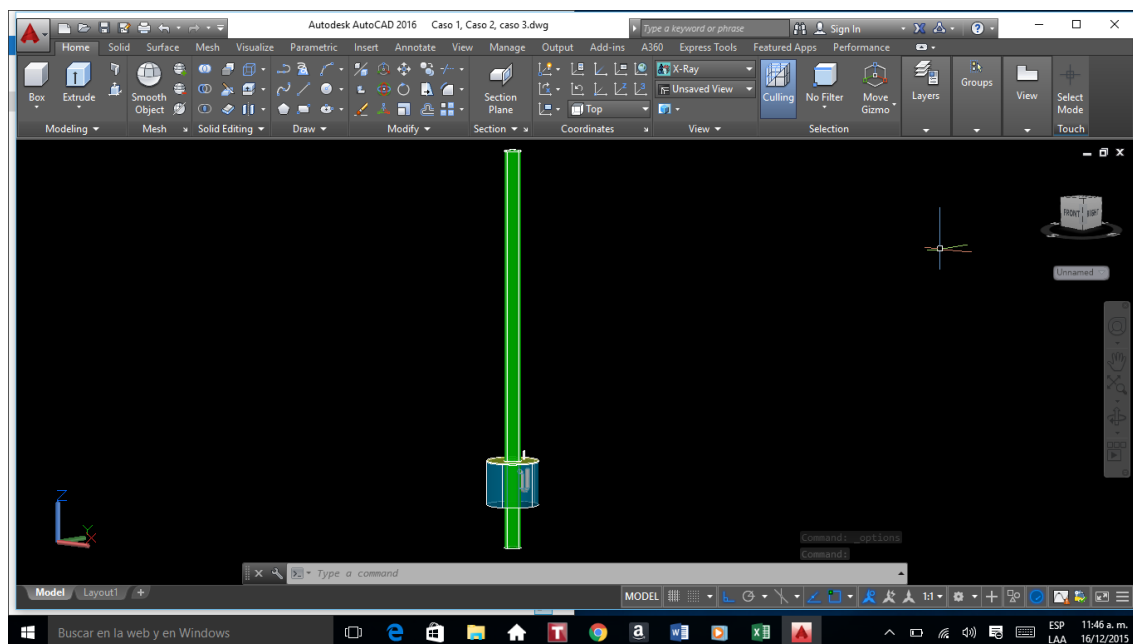 Autodesk AutoCAD 2016 Caso 1, Caso 2, caso 3.dwg
Type a keyword or phrase
Sign In
Home Solid Surface Mesh Visualize Parametric Insert Annotate View Manage Output Add-ins A360 Express Tools Featured Apps Performance
Box Extrude Smooth Object Section Plane X-Ray Unsaved View Top Culling No Filter Move Gizmo Layers Groups View Select Mode
Modeling Mesh Solid Editing Draw Modify Section Coordinates View Selection Touch
FRONT RIGHT
Unnamed
Z
Y
X
Command: _options
Command:
Type a command
Model Layout1 +
MODEL 1:1
Buscar en la web y en Windows
ESP 11:46 a. m.
LAA 16/12/2015